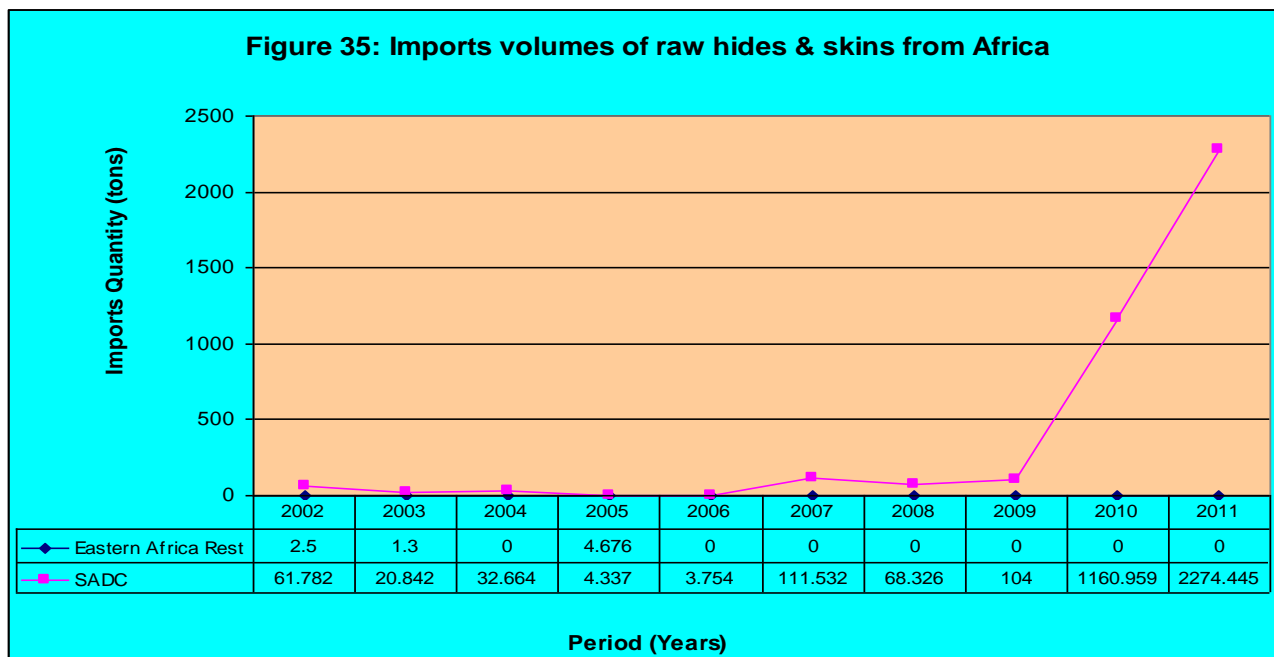 Figure 35: Imports volumes of raw hides & skins from Africa
Imports Quantity (tons)
2500
2000
1500
1000
500
0
2002 2003 2004 2005 2006 2007 2008 2009 2010 2011
Eastern Africa Rest 2.5 1.3 0 4.676 0 0 0 0 0 0
SADC 61.782 20.842 32.664 4.337 3.754 111.532 68.326 104 1160.959 2274.445
Period (Years)